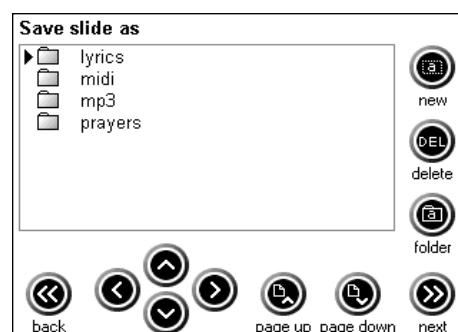 Save slide as
lyrics
midi
mp3
prayers
a
new
DEL
delete
a
folder
back
page up
page down
next